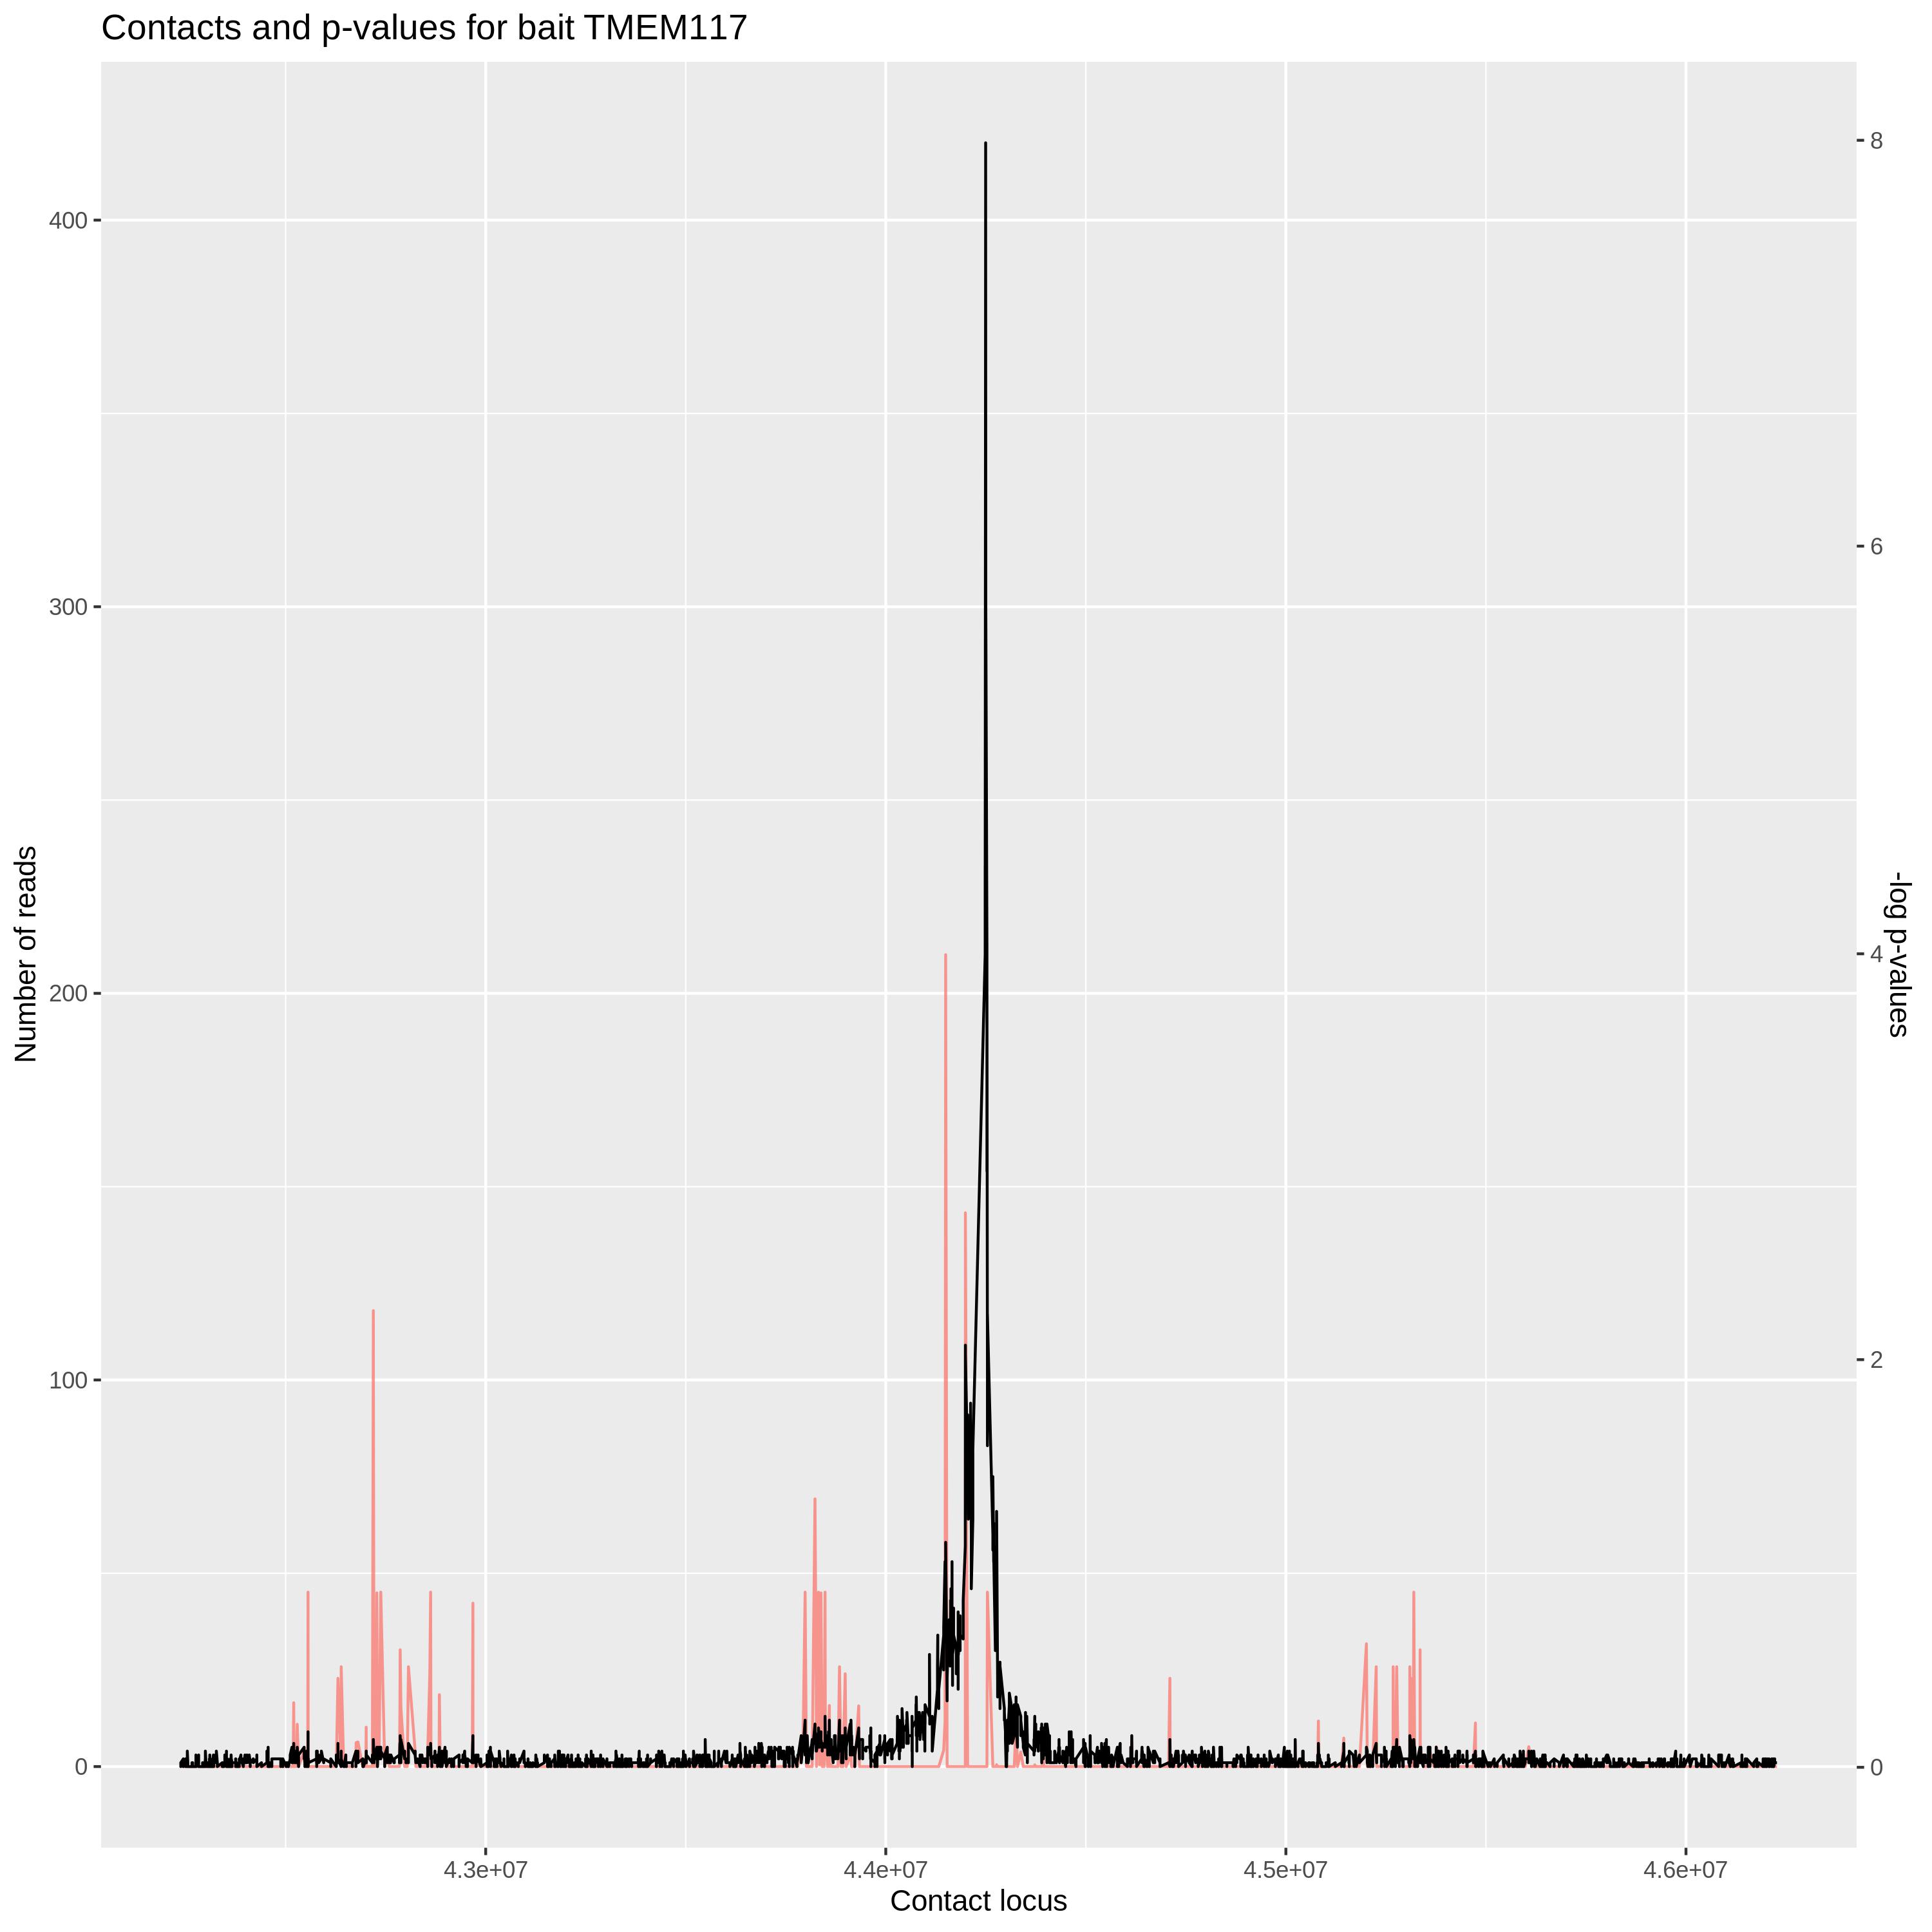 Contacts and p-values for bait TMEM117
400
300
200
100
0
Number of reads
8
6
4
2
0
-log p-values
4.3e+07 4.4e+07 4.5e+07 4.6e+07
Contact locus